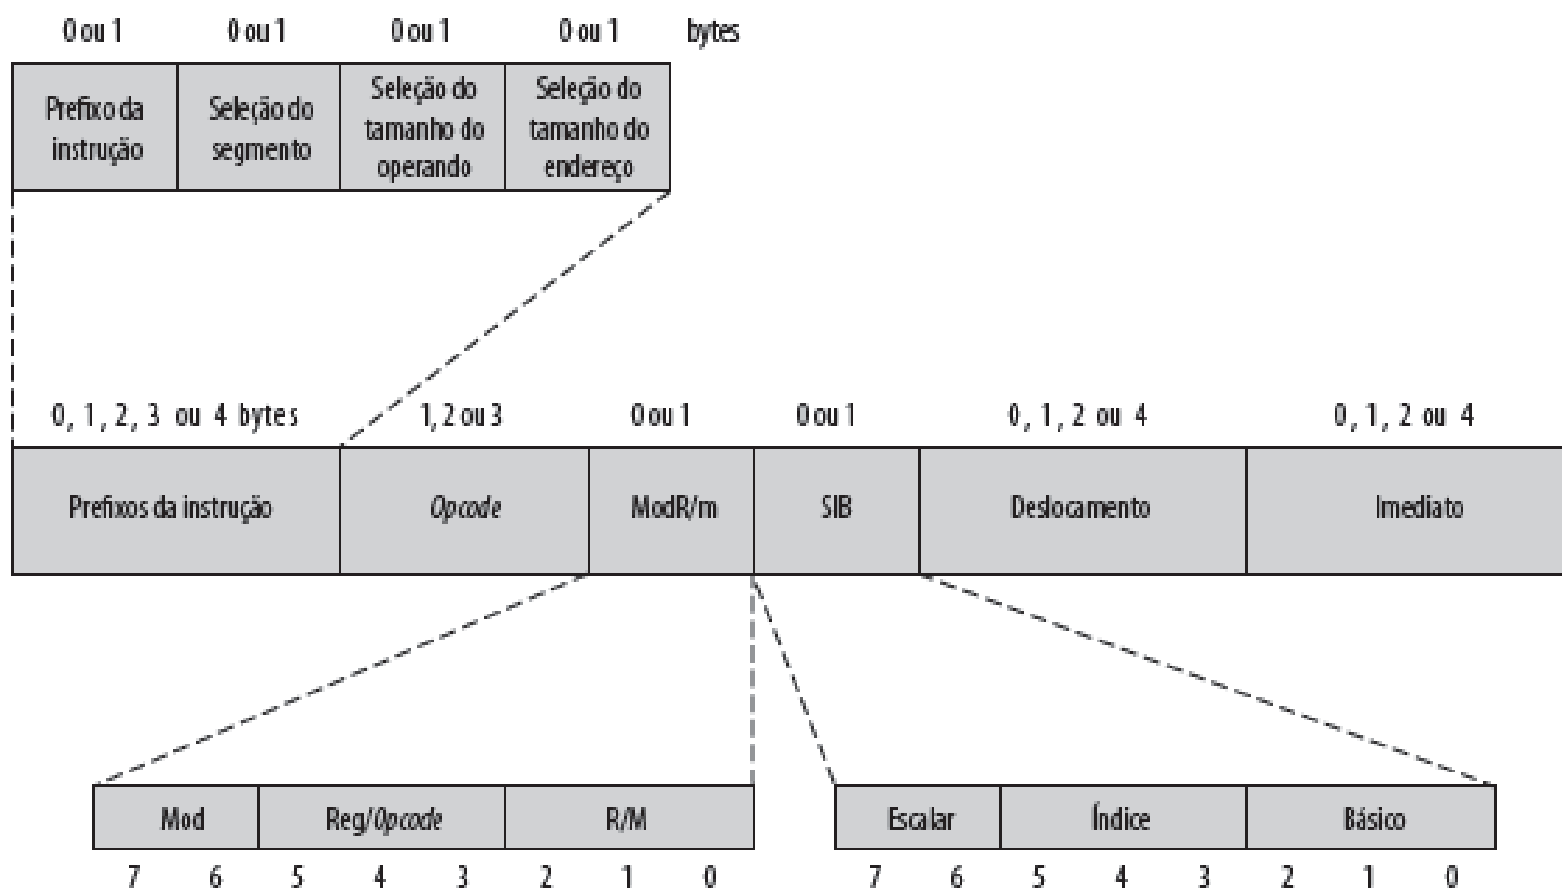 0 ou 1 0 ou 1 0 ou 1 0 ou 1 bytes
Prefixo da
instrução
Seleção do
segmento
Seleção do
tamanho do
operando
Seleção do
tamanho do
endereço
0, 1, 2, 3 ou 4 bytes 1, 2 ou 3 0 ou 1 0 ou 1 0, 1, 2 ou 4 0, 1, 2 ou 4
Prefixos da instrução Opcode ModR/m SIB Deslocamento Imediato
Mod Reg/Opcode R/M Escalar Índice Básico
7 6 5 4 3 2 1 0 7 6 5 4 3 2 1 0